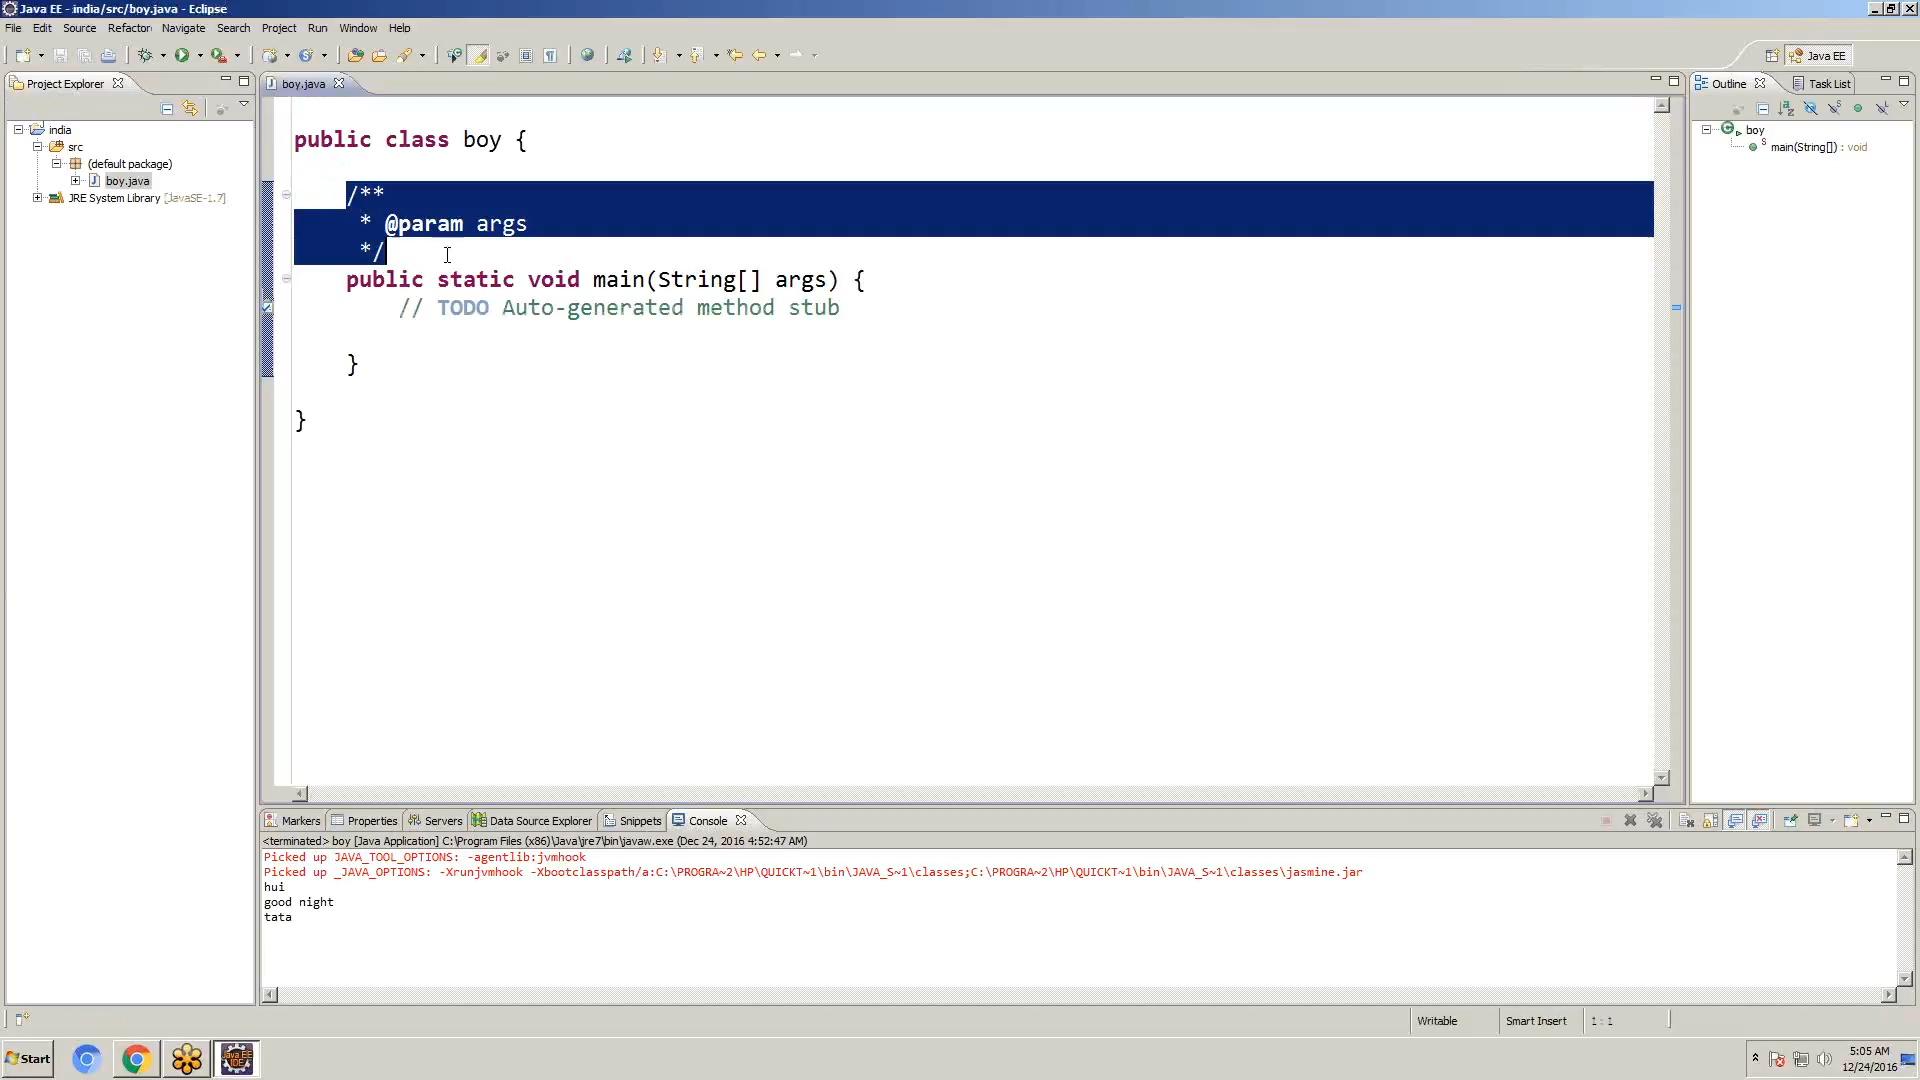 Java EE - india/src/boy.java - Eclipse
File Edit Source Refactor Navigate Search Project Run Window Help
Java EE
Project Explorer
india
src
(default package)
boy.java
JRE System Library [JavaSE-1.7]
boy.java
public class boy {
/**
* @param args
*/
public static void main(String[] args) {
// TODO Auto-generated method stub
}
}
Outline Task List
boy
main(String[]) : void
Markers Properties Servers Data Source Explorer Snippets Console
<terminated> boy [Java Application] C:\Program Files (x86)\Java\jre7\bin\javaw.exe (Dec 24, 2016 4:52:47 AM)
Picked up JAVA_TOOL_OPTIONS: -agentlib:jvmhook
Picked up _JAVA_OPTIONS: -Xrunjvmhook -Xbootclasspath/a:C:\PROGRA~2\HP\QUICKT~1\bin\JAVA_S~1\classes;C:\PROGRA~2\HP\QUICKT~1\bin\JAVA_S~1\classes\jasmine.jar
hui
good night
tata
Writable Smart Insert 1 : 1
Start
Java EE
IDE
5:05 AM
12/24/2016